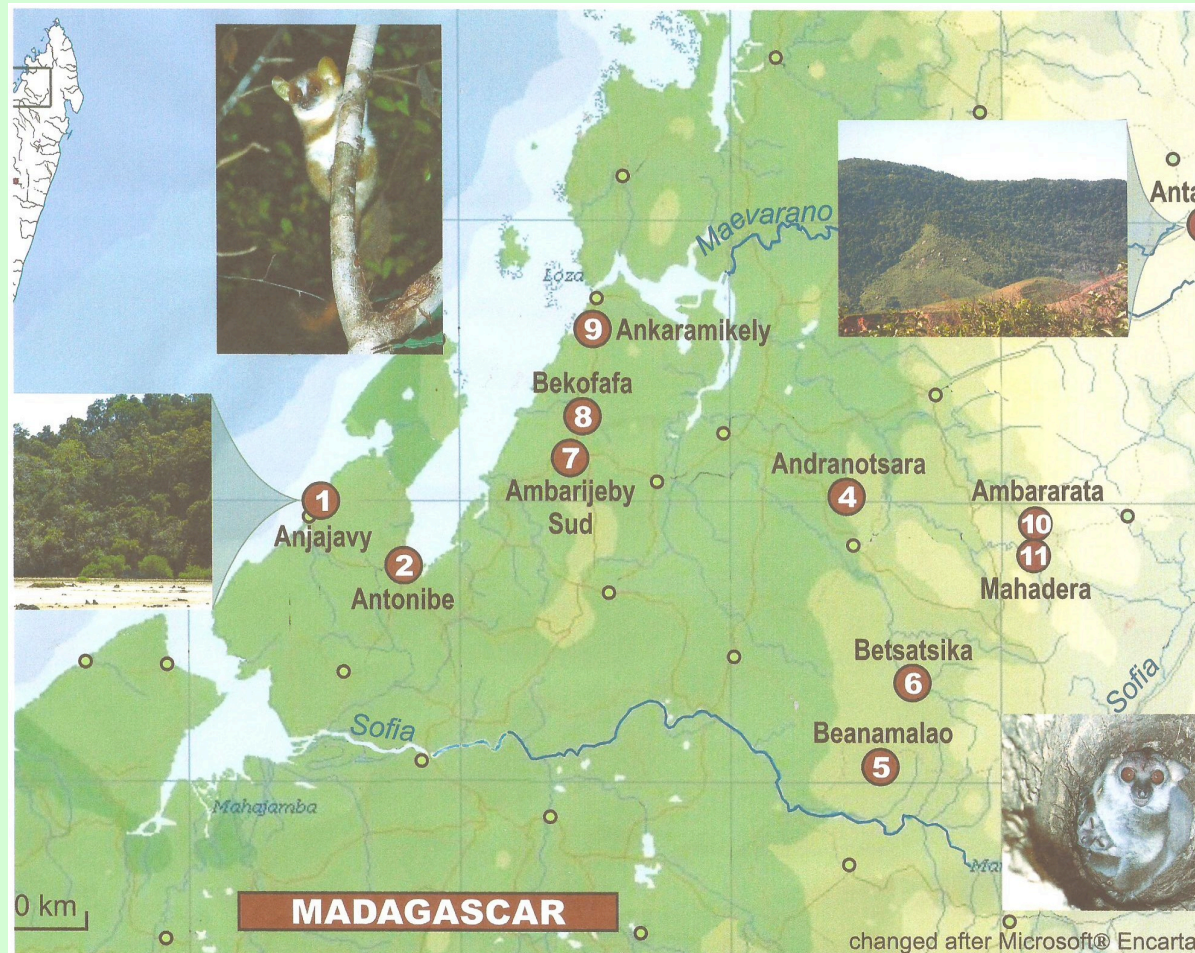 Anta
Maevarano
Loza
9 Ankaramikely
Bekofafa
8
7
Ambarijeby
Sud
Andranotsara
4
Ambararata
10
11
Mahadera
1
Anjajavy
2
Antonibe
Betsatsika
6
Sofia
Sofia
Beanamalao
5
Mahajamba
0 km
MADAGASCAR
changed after Microsoft® Encarta